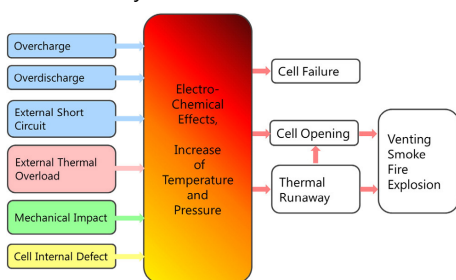 Overcharge
Overdischarge
External Short
Circuit
External Thermal
Overload
Mechanical Impact
Cell Internal Defect
Electro-
Chemical
Effects,
Increase
of
Temperature
and
Pressure
Cell Failure
Cell Opening
Thermal
Runaway
Venting
Smoke
Fire
Explosion